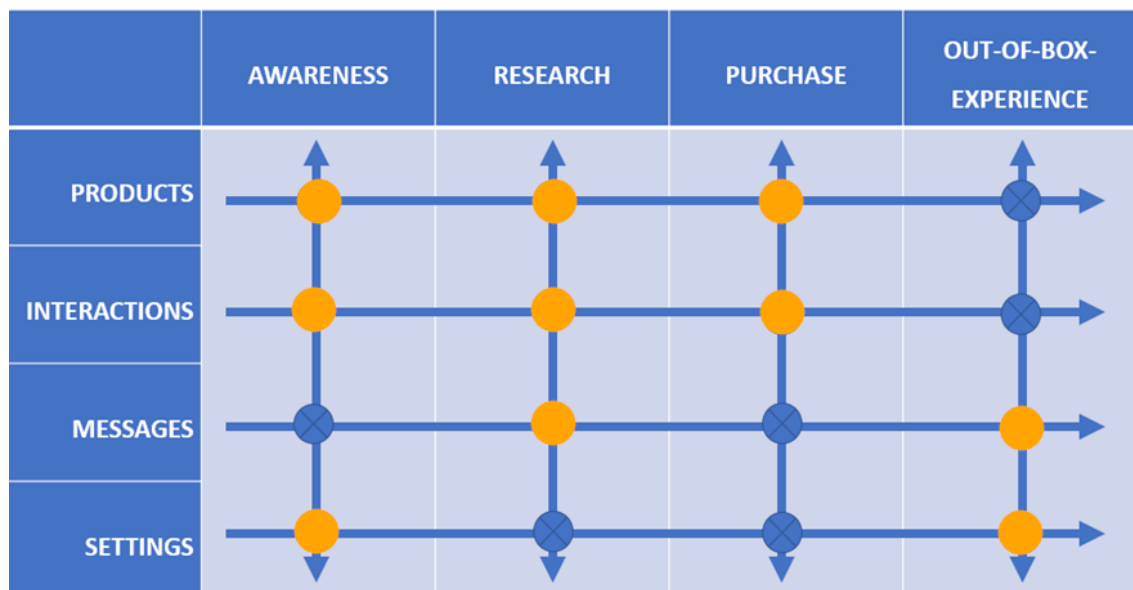 AWARENESS
RESEARCH
PURCHASE
OUT-OF-BOX-
EXPERIENCE
PRODUCTS
INTERACTIONS
MESSAGES
SETTINGS